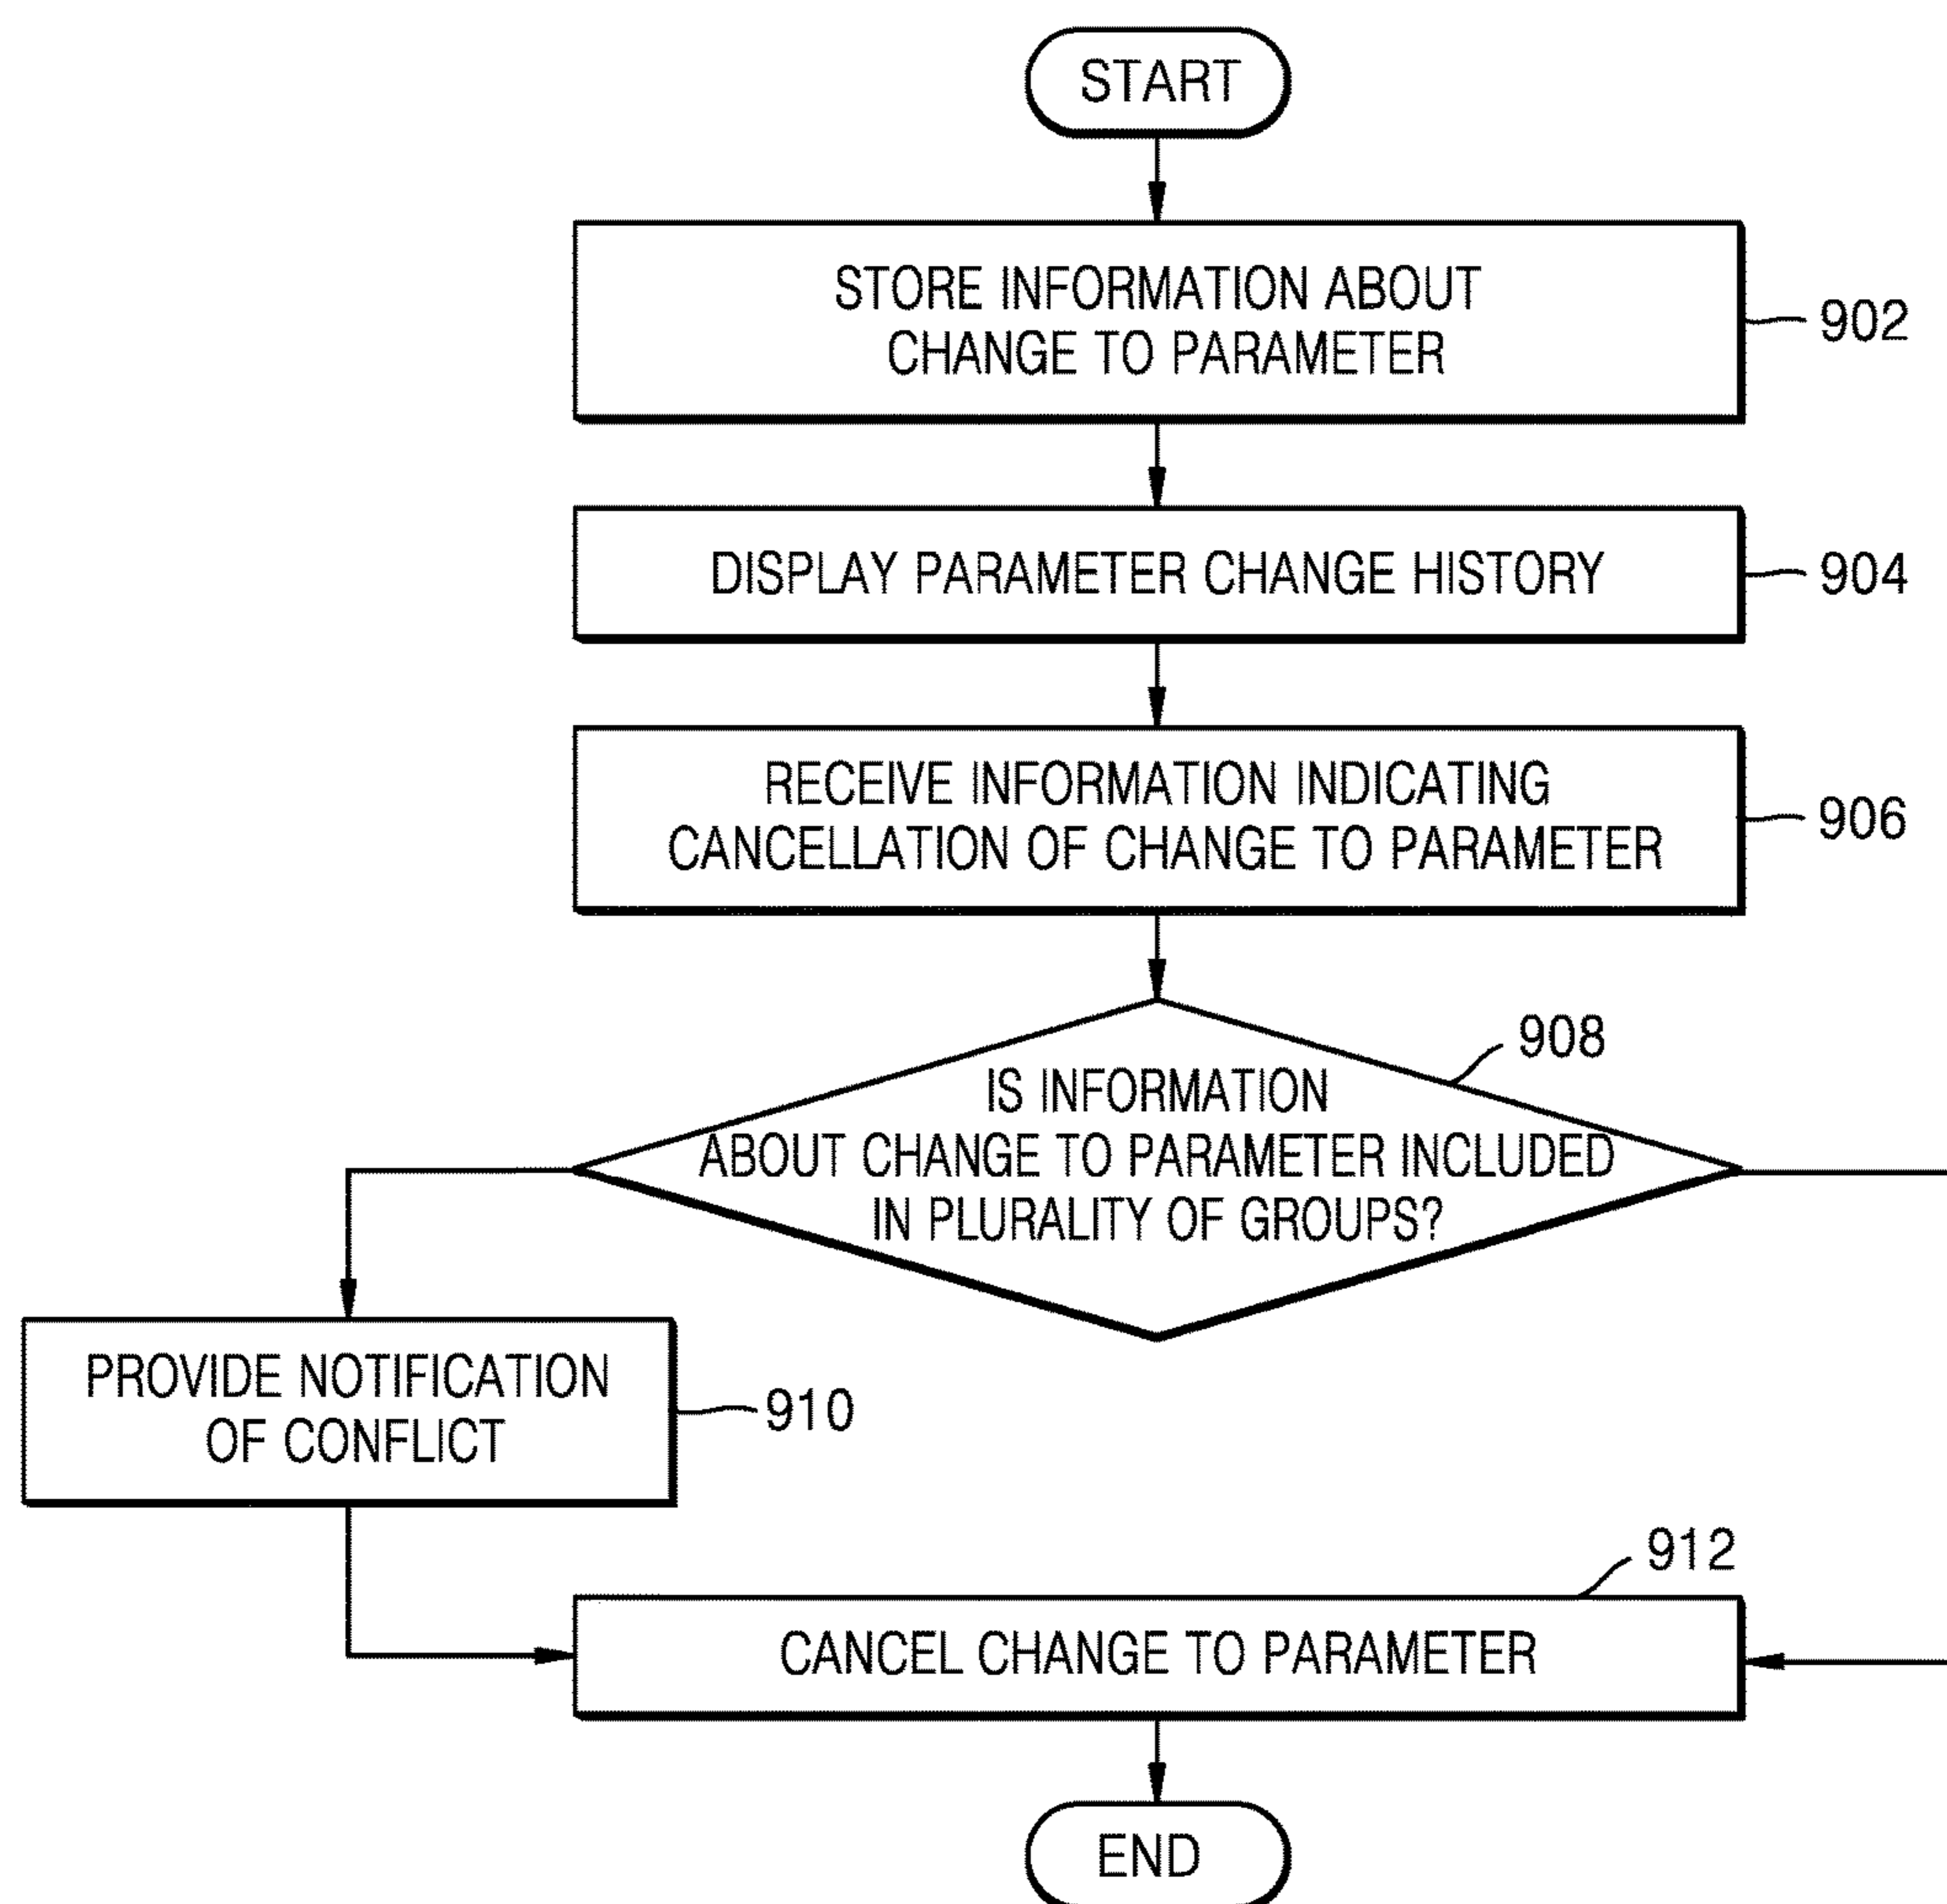 START
STORE INFORMATION ABOUT
CHANGE TO PARAMETER
902
DISPLAY PARAMETER CHANGE HISTORY
904
RECEIVE INFORMATION INDICATING
CANCELLATION OF CHANGE TO PARAMETER
906
908
IS INFORMATION
ABOUT CHANGE TO PARAMETER INCLUDED
IN PLURALITY OF GROUPS?
PROVIDE NOTIFICATION
OF CONFLICT
910
912
CANCEL CHANGE TO PARAMETER
END